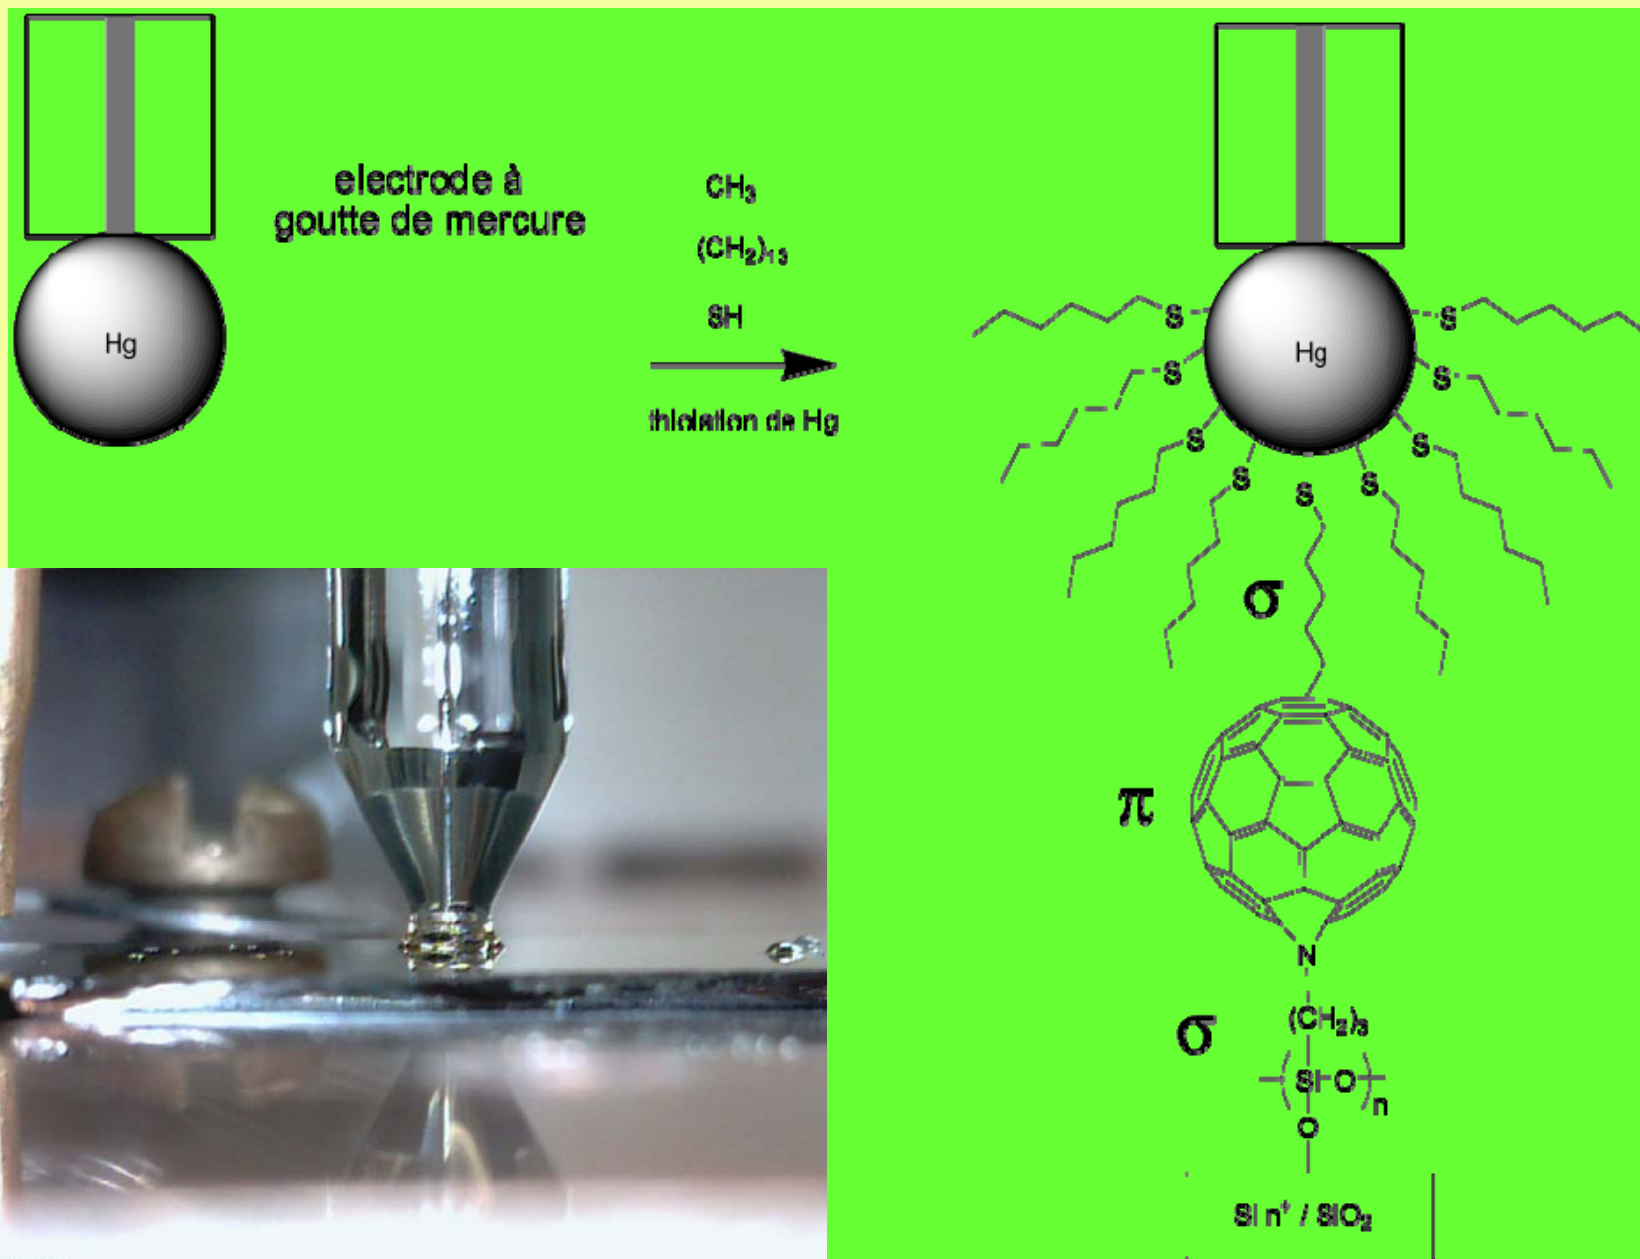 electrode à
goutte de mercure
CH3
(CH2)13
SH
thiolation de Hg
Hg
Hg
S
S
S
S
S
S
S
S
S
σ
π
N
σ
(CH2)3
(Si-O)n
O
Si n+ / SiO2